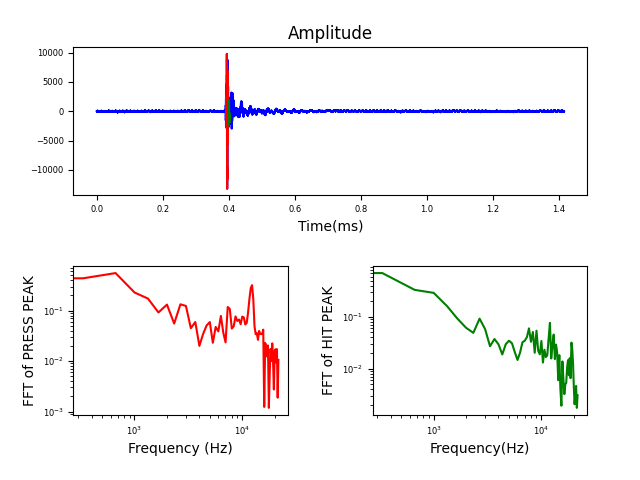 Amplitude
10000
5000
0
−5000
−10000
0.0 0.2 0.4 0.6 0.8 1.0 1.2 1.4
Time(ms)
FFT of PRESS PEAK
10⁻¹
10⁻²
10⁻³
10³ 10⁴
Frequency (Hz)
FFT of HIT PEAK
10⁻¹
10⁻²
10³ 10⁴
Frequency(Hz)